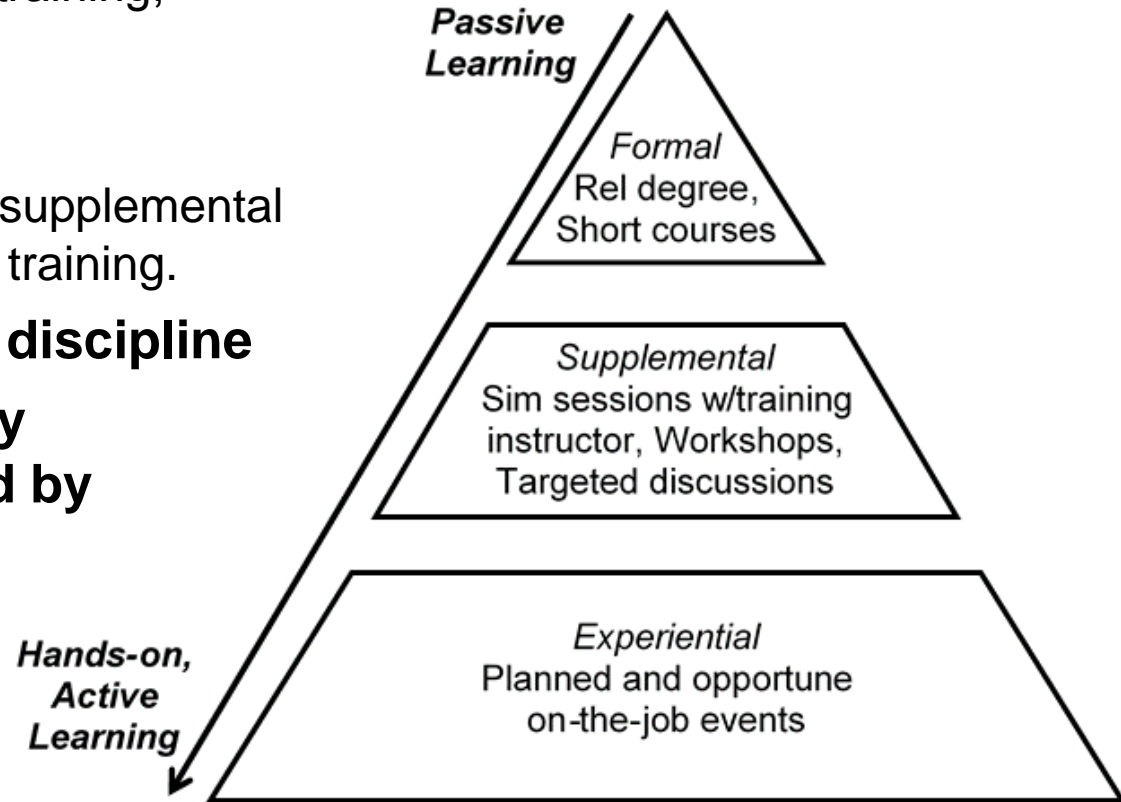 training,
supplemental
training.
discipline
y
d by
Passive
Learning
Formal
Rel degree,
Short courses
Supplemental
Sim sessions w/training
instructor, Workshops,
Targeted discussions
Experiential
Planned and opportune
on-the-job events
Hands-on,
Active
Learning